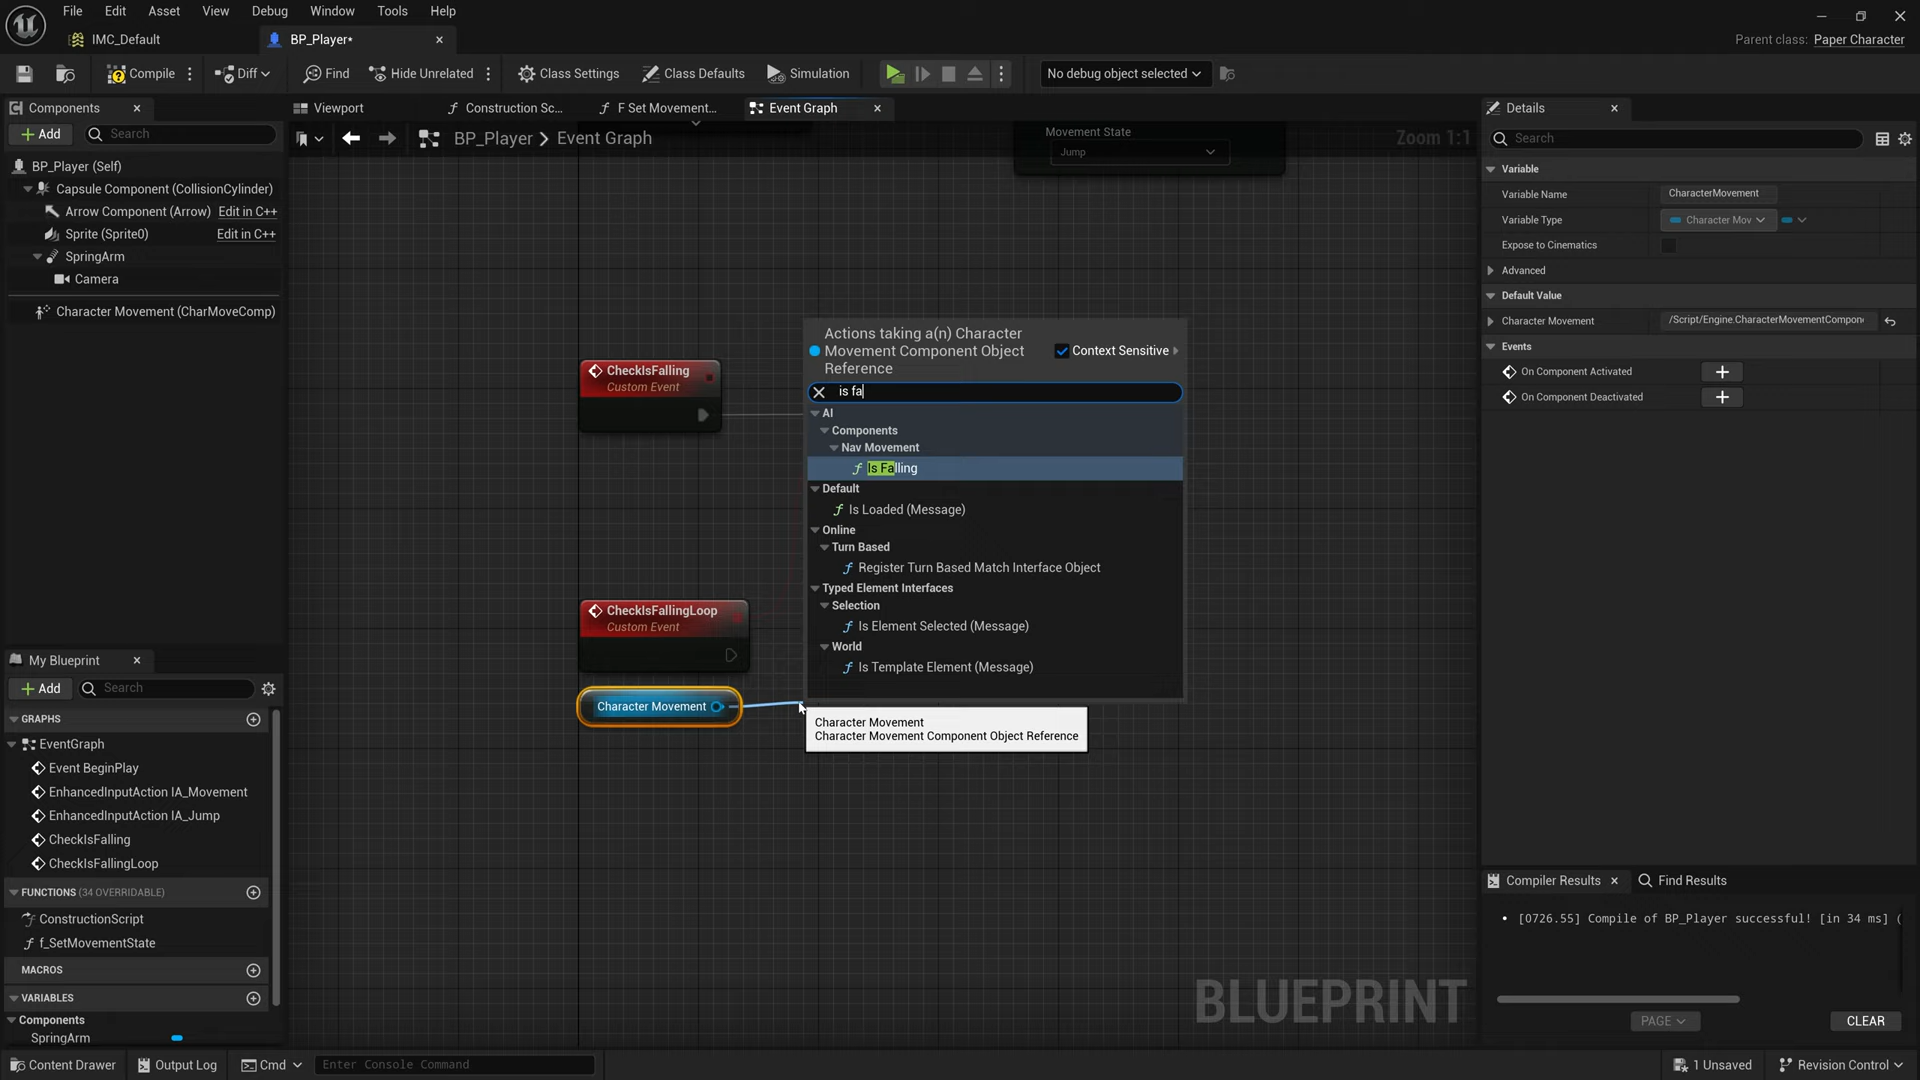 File Edit Asset View Debug Window Tools Help
IMC_Default
BP_Player*
Parent class: Paper Character
Compile
Diff
Find
Hide Unrelated
Class Settings
Class Defaults
Simulation
No debug object selected
Components
Viewport
Construction Sc...
F Set Movement...
Event Graph
Details
Add
Search
BP_Player > Event Graph
Zoom 1:1
Search
BP_Player (Self)
Capsule Component (CollisionCylinder)
Arrow Component (Arrow) Edit in C++
Sprite (Sprite0) Edit in C++
SpringArm
Camera
Character Movement (CharMoveComp)
Movement State
Jump
Variable
Variable Name CharacterMovement
Variable Type Character Mov
Expose to Cinematics
Advanced
Default Value
Character Movement /Script/Engine.CharacterMovementCompon
Events
On Component Activated
On Component Deactivated
CheckIsFalling
Custom Event
Actions taking a(n) Character
Movement Component Object
Reference
Context Sensitive
is fa
AI
Components
Nav Movement
Is Falling
Default
Is Loaded (Message)
Online
Turn Based
Register Turn Based Match Interface Object
Typed Element Interfaces
Selection
Is Element Selected (Message)
World
Is Template Element (Message)
CheckIsFallingLoop
Custom Event
Character Movement
Character Movement
Character Movement Component Object Reference
My Blueprint
Add
Search
GRAPHS
EventGraph
Event BeginPlay
EnhancedInputAction IA_Movement
EnhancedInputAction IA_Jump
CheckIsFalling
CheckIsFallingLoop
FUNCTIONS (34 OVERRIDABLE)
ConstructionScript
f_SetMovementState
MACROS
VARIABLES
Components
SpringArm
BLUEPRINT
Compiler Results
Find Results
[0726.55] Compile of BP_Player successful! [in 34 ms] (
PAGE
CLEAR
Content Drawer
Output Log
Cmd
Enter Console Command
1 Unsaved
Revision Control